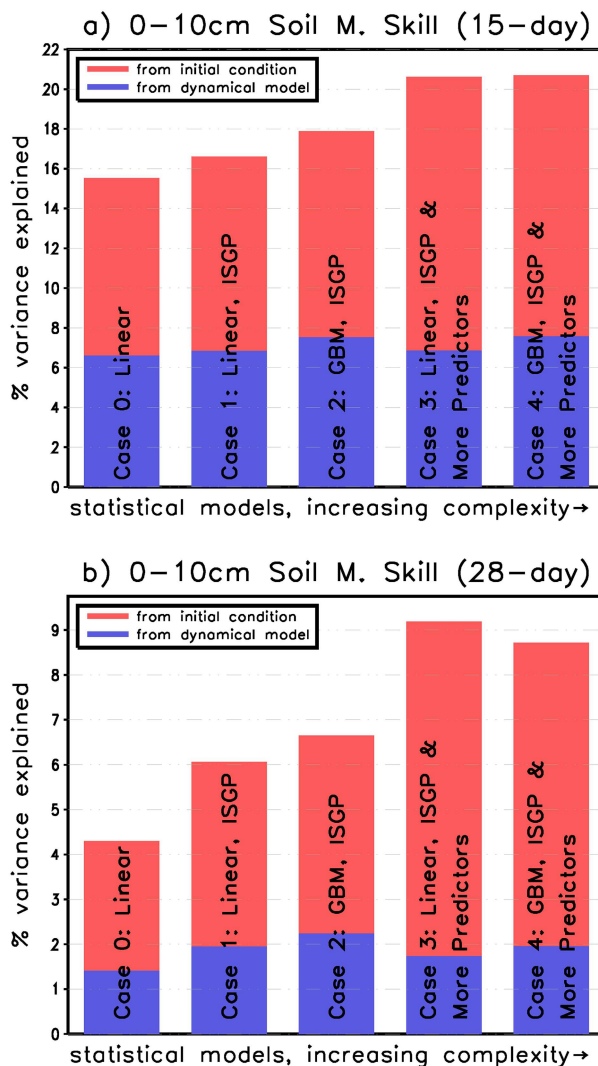 a) 0-10cm Soil M. Skill (15-day)
22
20
18
16
14
12
10
8
6
4
2
0
% variance explained
from initial condition
from dynamical model
Case 0: Linear
Case 1: Linear, ISGP
Case 2: GBM, ISGP
Case 3: Linear, ISGP &
More Predictors
Case 4: GBM, ISGP &
More Predictors
statistical models, increasing complexity→
b) 0-10cm Soil M. Skill (28-day)
9
8
7
6
5
4
3
2
1
0
% variance explained
from initial condition
from dynamical model
Case 0: Linear
Case 1: Linear, ISGP
Case 2: GBM, ISGP
Case 3: Linear, ISGP &
More Predictors
Case 4: GBM, ISGP &
More Predictors
statistical models, increasing complexity→